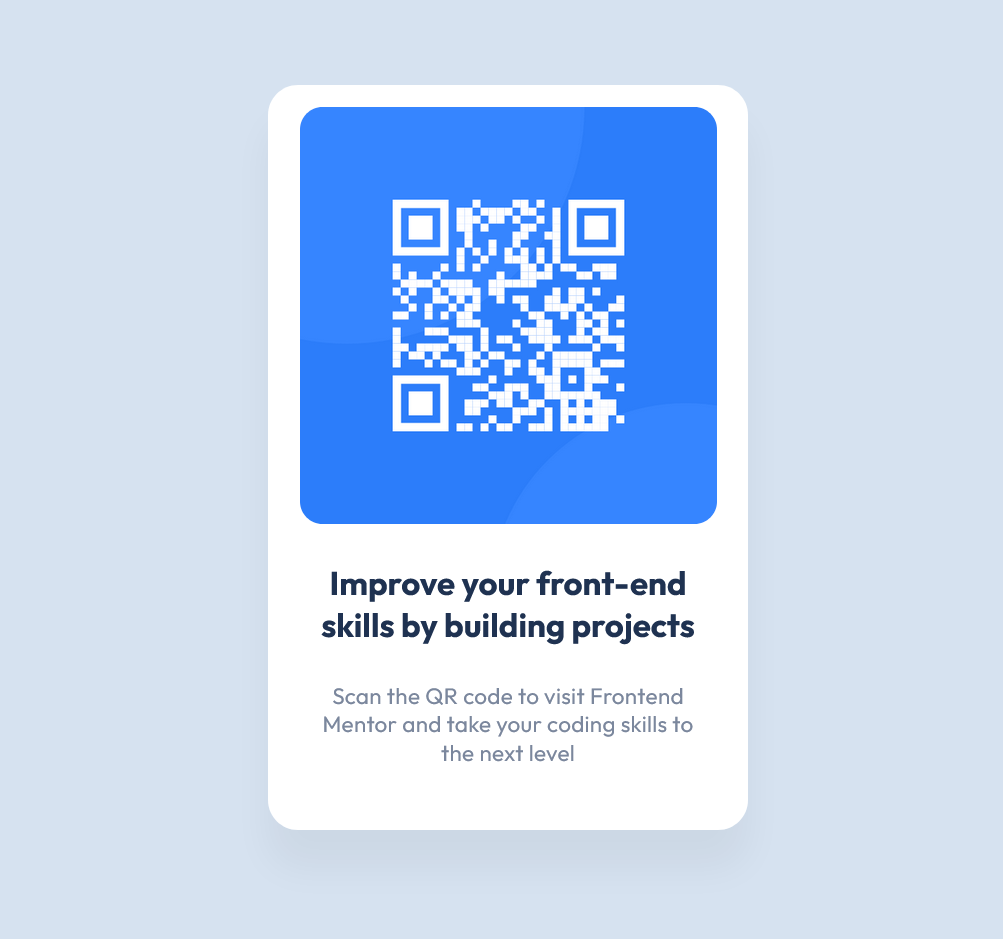 Improve your front-end
skills by building projects
Scan the QR code to visit Frontend
Mentor and take your coding skills to
the next level